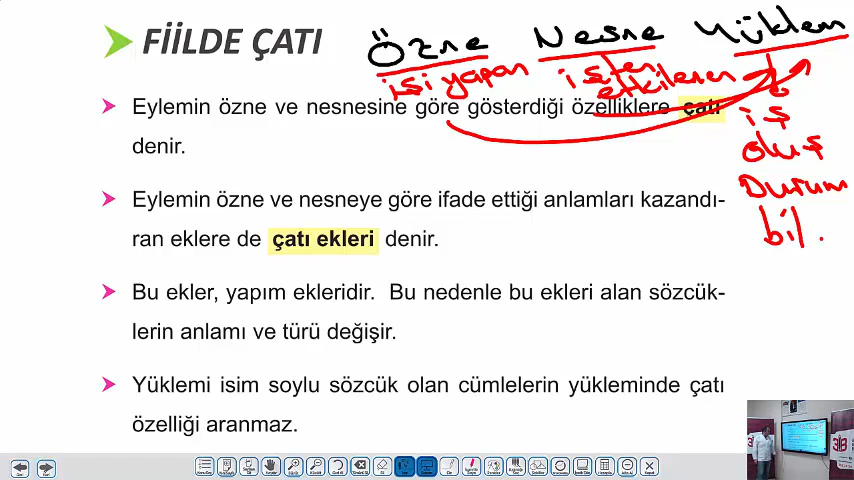 FİİLDE ÇATI
Özne Nesne Yüklem
işi yapan işten etkilenen
iş
oluş
Durum
bil.
Eylemin özne ve nesnesine göre gösterdiği özelliklere çatı
denir.
Eylemin özne ve nesneye göre ifade ettiği anlamları kazandı-
ran eklere de çatı ekleri denir.
Bu ekler, yapım ekleridir. Bu nedenle bu ekleri alan sözcük-
lerin anlamı ve türü değişir.
Yüklemi isim soylu sözcük olan cümlelerin yükleminde çatı
özelliği aranmaz.